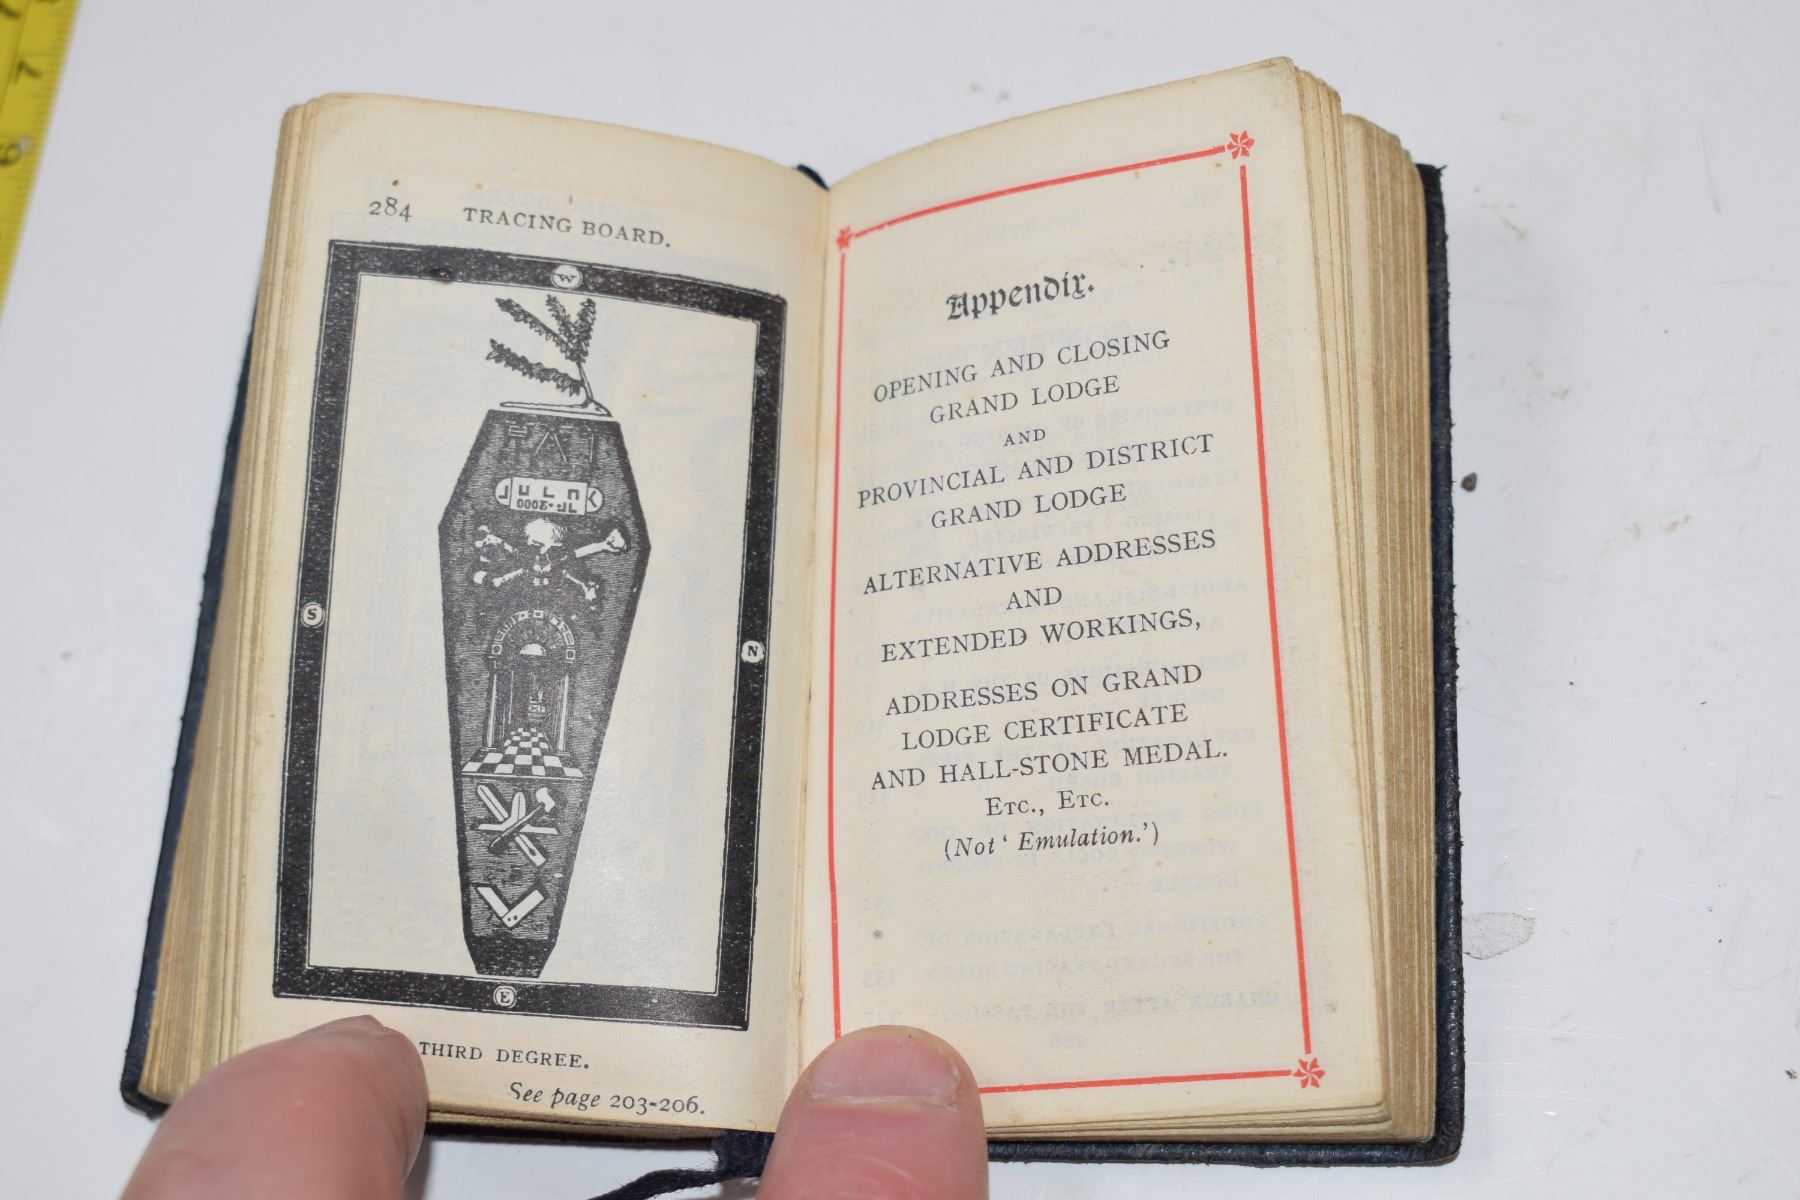 284 TRACING BOARD.
W
S
N
E
THIRD DEGREE.
See page 203-206.
Appendix.
OPENING AND CLOSING
GRAND LODGE
AND
PROVINCIAL AND DISTRICT
GRAND LODGE
ALTERNATIVE ADDRESSES
AND
EXTENDED WORKINGS,
ADDRESSES ON GRAND
LODGE CERTIFICATE
AND HALL-STONE MEDAL.
ETC., ETC.
(Not ‘ Emulation.’)
7
6